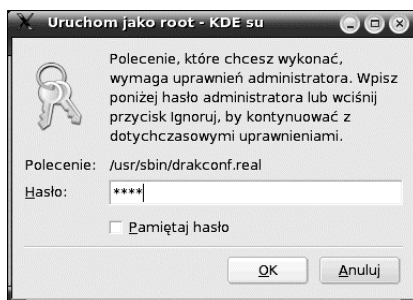 Uruchom jako root - KDE su
Polecenie, które chcesz wykonać,
wymaga uprawnień administratora. Wpisz
poniżej hasło administratora lub wciśnij
przycisk Ignoruj, by kontynuować z
dotychczasowymi uprawnieniami.
Polecenie: /usr/sbin/drakconf.real
Hasło: ****
Pamiętaj hasło
OK Anuluj